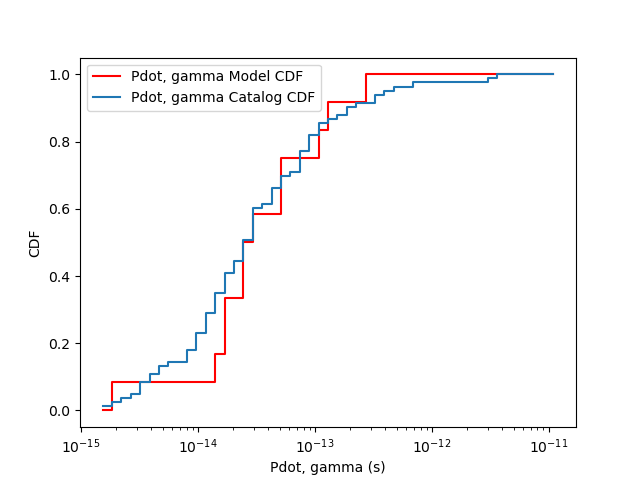 Pdot, gamma Model CDF
Pdot, gamma Catalog CDF
1.0
0.8
0.6
0.4
0.2
0.0
CDF
10⁻¹⁵ 10⁻¹⁴ 10⁻¹³ 10⁻¹² 10⁻¹¹
Pdot, gamma (s)